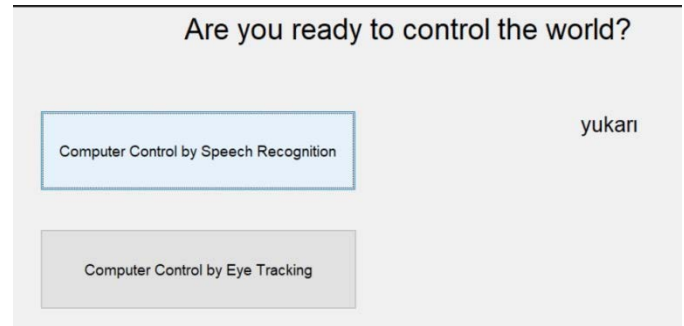 Are you ready to control the world?
yukarı
Computer Control by Speech Recognition
Computer Control by Eye Tracking